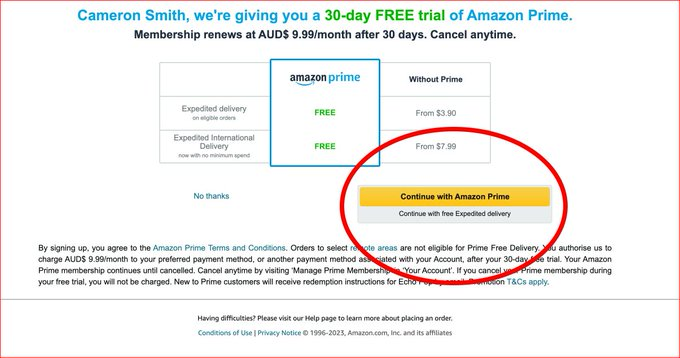 Cameron Smith, we're giving you a 30-day FREE trial of Amazon Prime.
Membership renews at AUD$ 9.99/month after 30 days. Cancel anytime.
amazon prime
Without Prime
Expedited delivery
on eligible orders
FREE
From $3.90
Expedited International
Delivery
now with no minimum spend
FREE
From $7.99
No thanks
Continue with Amazon Prime
Continue with free Expedited delivery
By signing up, you agree to the Amazon Prime Terms and Conditions. Orders to select remote areas are not eligible for Prime Free Delivery. You authorise us to
charge AUD$ 9.99/month to your preferred payment method, or another payment method associated with your Account, after your 30-day free trial. Your Amazon
Prime membership continues until cancelled. Cancel anytime by visiting 'Manage Prime Membership' in 'Your Account'. If you cancel your Prime membership during
your free trial, you will not be charged. New to Prime customers will receive redemption instructions for Echo Pop by email. Promotion T&Cs apply.
Having difficulties? Please visit our Help page to learn more about placing an order.
Conditions of Use | Privacy Notice © 1996-2023, Amazon.com, Inc. and its affiliates